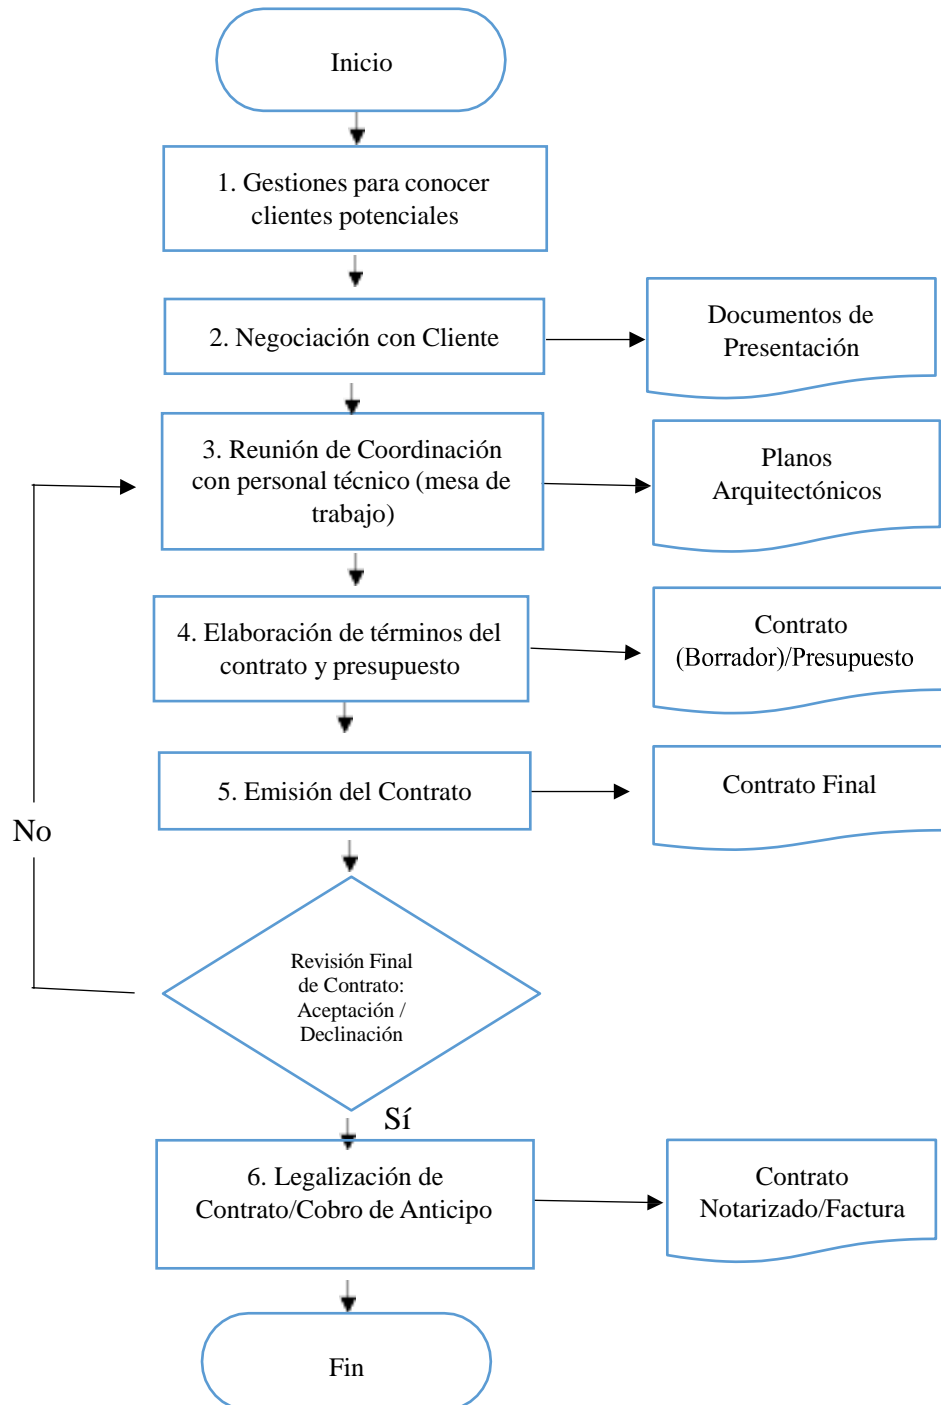 Inicio
1. Gestiones para conocer
clientes potenciales
2. Negociación con Cliente
Documentos de
Presentación
3. Reunión de Coordinación
con personal técnico (mesa de
trabajo)
Planos
Arquitectónicos
4. Elaboración de términos del
contrato y presupuesto
Contrato
(Borrador)/Presupuesto
5. Emisión del Contrato
Contrato Final
No
Revisión Final
de Contrato:
Aceptación /
Declinación
Sí
6. Legalización de
Contrato/Cobro de Anticipo
Contrato
Notarizado/Factura
Fin